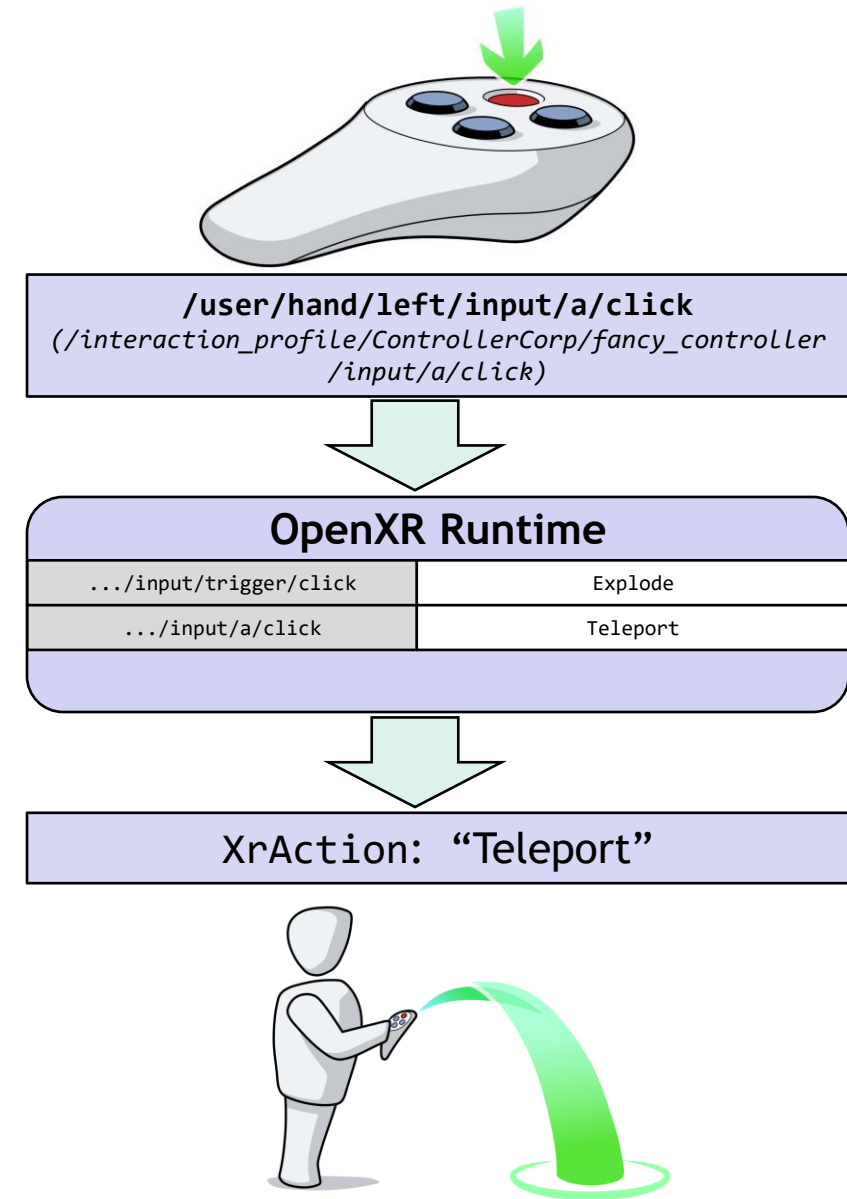 /user/hand/left/input/a/click
(/interaction_profile/ControllerCorp/fancy_controller
/input/a/click)
OpenXR Runtime
.../input/trigger/click Explode
.../input/a/click Teleport
XrAction: “Teleport”